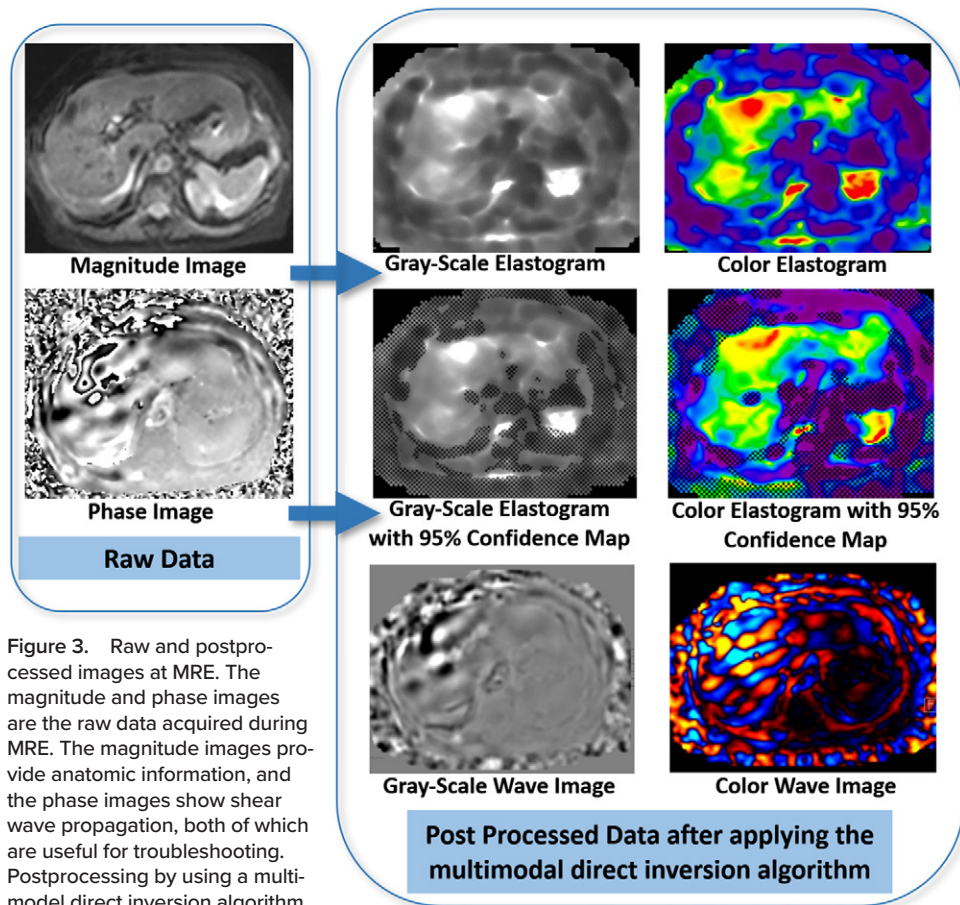 Magnitude Image
Phase Image
Raw Data
Gray-Scale Elastogram
Color Elastogram
Gray-Scale Elastogram
with 95% Confidence Map
Color Elastogram with 95%
Confidence Map
Gray-Scale Wave Image
Color Wave Image
Post Processed Data after applying the
multimodal direct inversion algorithm
Figure 3. Raw and postpro-
cessed images at MRE. The
magnitude and phase images
are the raw data acquired during
MRE. The magnitude images pro-
vide anatomic information, and
the phase images show shear
wave propagation, both of which
are useful for troubleshooting.
Postprocessing by using a multi-
model direct inversion algorithm